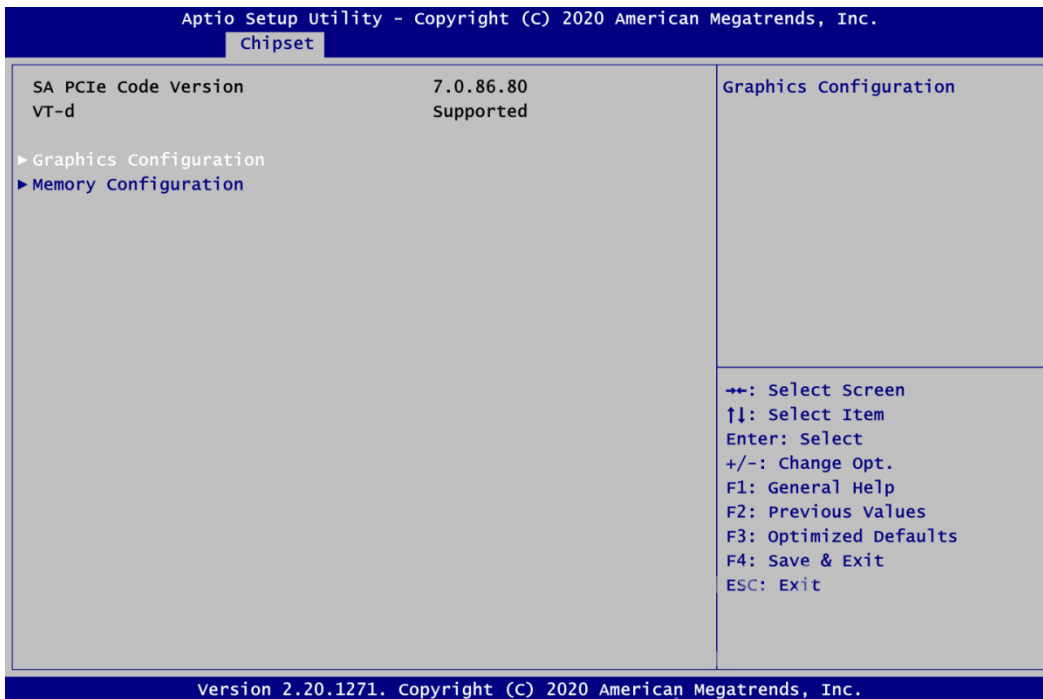 Aptio Setup Utility - Copyright (C) 2020 American Megatrends, Inc.
Chipset
SA PCIe Code Version 7.0.86.80
VT-d Supported
►Graphics Configuration
►Memory Configuration
Graphics Configuration
→←: Select Screen
↑↓: Select Item
Enter: Select
+/-: Change Opt.
F1: General Help
F2: Previous Values
F3: Optimized Defaults
F4: Save & Exit
ESC: Exit
Version 2.20.1271. Copyright (C) 2020 American Megatrends, Inc.